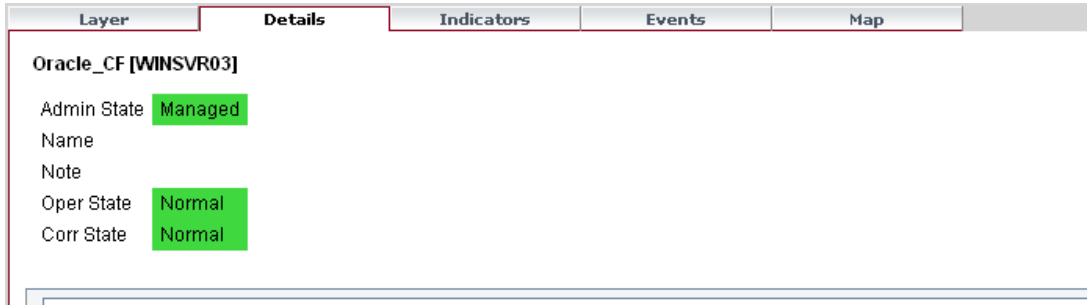 Layer Details Indicators Events Map
Oracle_CF [WINSVR03]
Admin State Managed
Name
Note
Oper State Normal
Corr State Normal